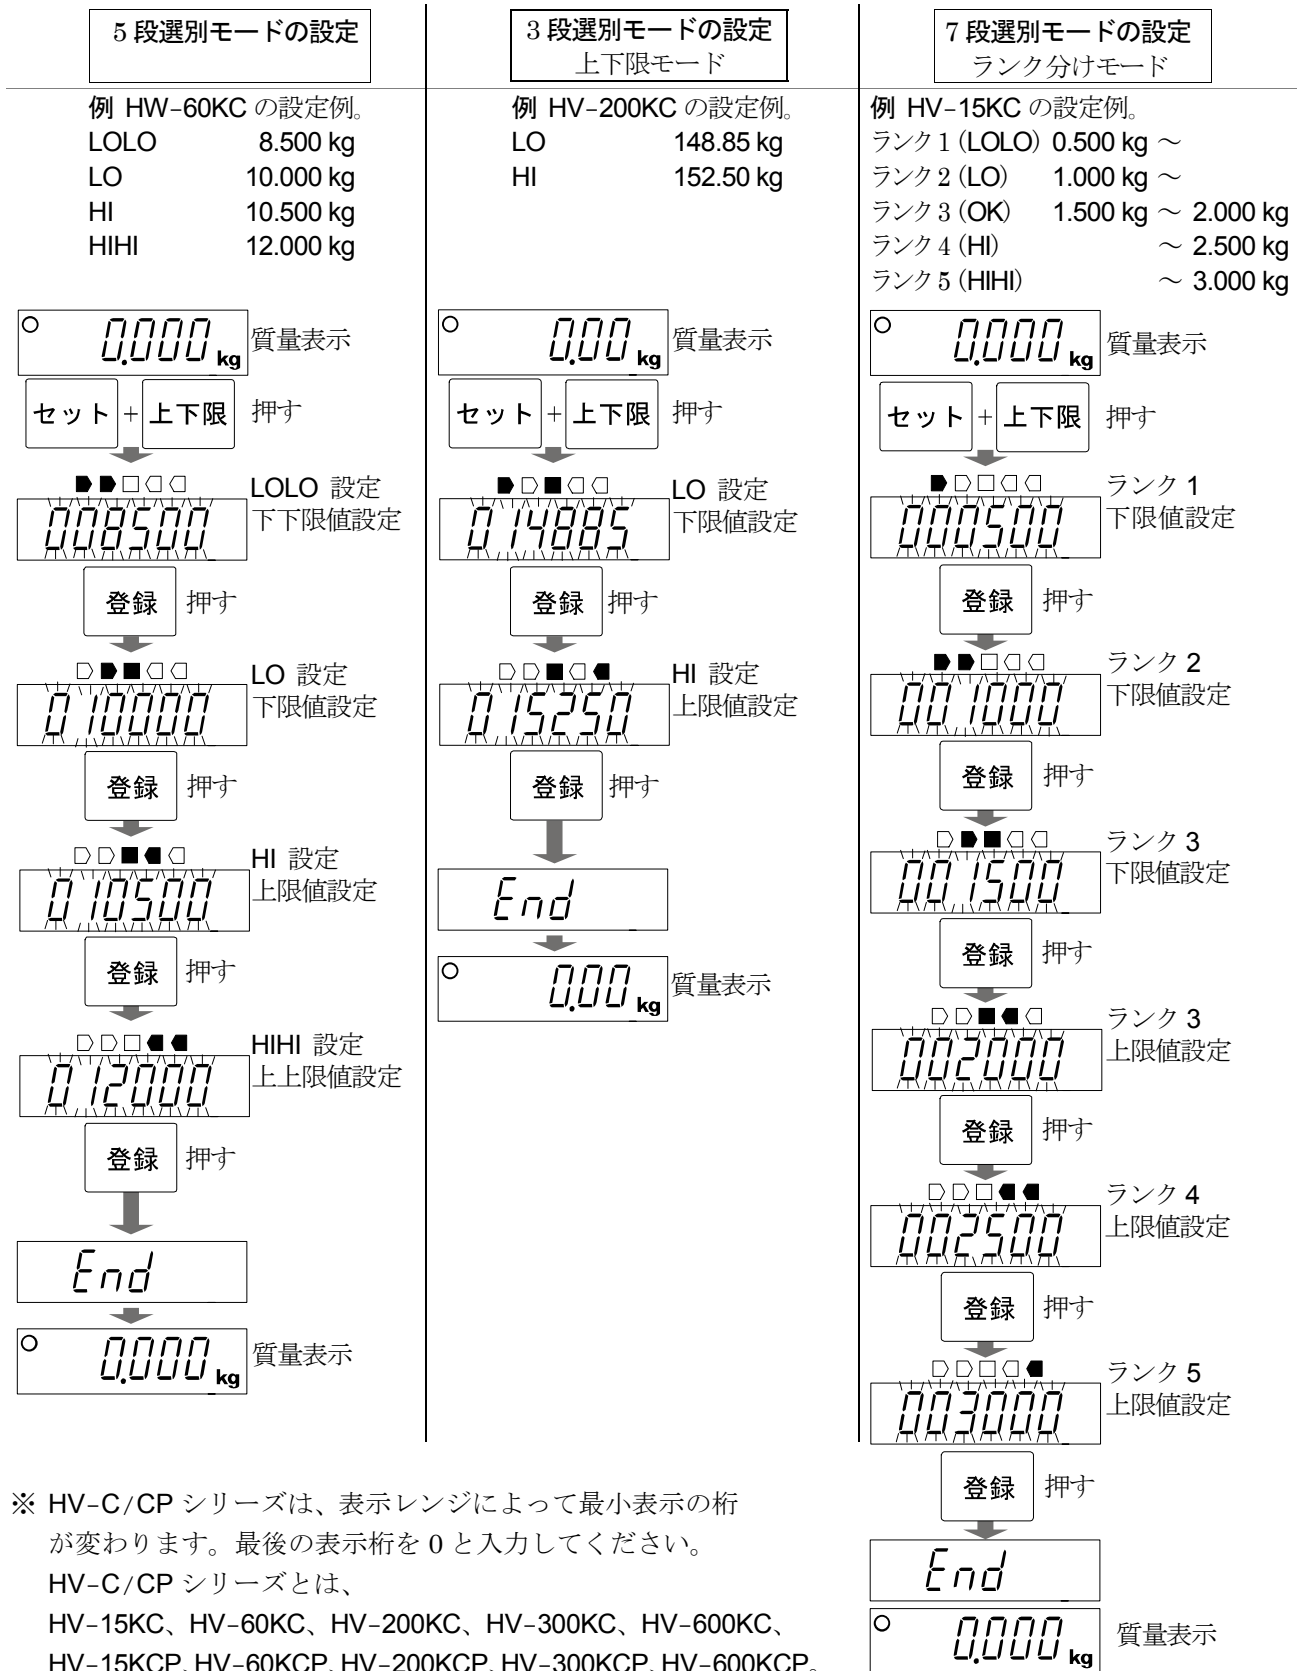 5 段選別モードの設定
例 HW−60KC の設定例。
LOLO 8.500 kg
LO 10.000 kg
HI 10.500 kg
HIHI 12.000 kg
0.000 kg 質量表示
セット + 上下限 押す
LOLO 設定
008500 下下限値設定
登録 押す
LO 設定
010000 下限値設定
登録 押す
HI 設定
010500 上限値設定
登録 押す
HIHI 設定
012000 上上限値設定
登録 押す
End
0.000 kg 質量表示
3 段選別モードの設定
上下限モード
例 HV−200KC の設定例。
LO 148.85 kg
HI 152.50 kg
0.00 kg 質量表示
セット + 上下限 押す
LO 設定
014885 下限値設定
登録 押す
HI 設定
015250 上限値設定
登録 押す
End
0.00 kg 質量表示
7 段選別モードの設定
ランク分けモード
例 HV−15KC の設定例。
ランク 1 (LOLO) 0.500 kg ～
ランク 2 (LO) 1.000 kg ～
ランク 3 (OK) 1.500 kg ～ 2.000 kg
ランク 4 (HI) ～ 2.500 kg
ランク 5 (HIHI) ～ 3.000 kg
0.000 kg 質量表示
セット + 上下限 押す
ランク 1
000500 下限値設定
登録 押す
ランク 2
001000 下限値設定
登録 押す
ランク 3
001500 下限値設定
登録 押す
ランク 3
002000 上限値設定
登録 押す
ランク 4
002500 上限値設定
登録 押す
ランク 5
003000 上限値設定
登録 押す
End
0.000 kg 質量表示
※ HV−C/CP シリーズは、表示レンジによって最小表示の桁
が変わります。最後の表示桁を 0 と入力してください。
HV−C/CP シリーズとは、
HV−15KC、HV−60KC、HV−200KC、HV−300KC、HV−600KC、
HV−15KCP、HV−60KCP、HV−200KCP、HV−300KCP、HV−600KCP。